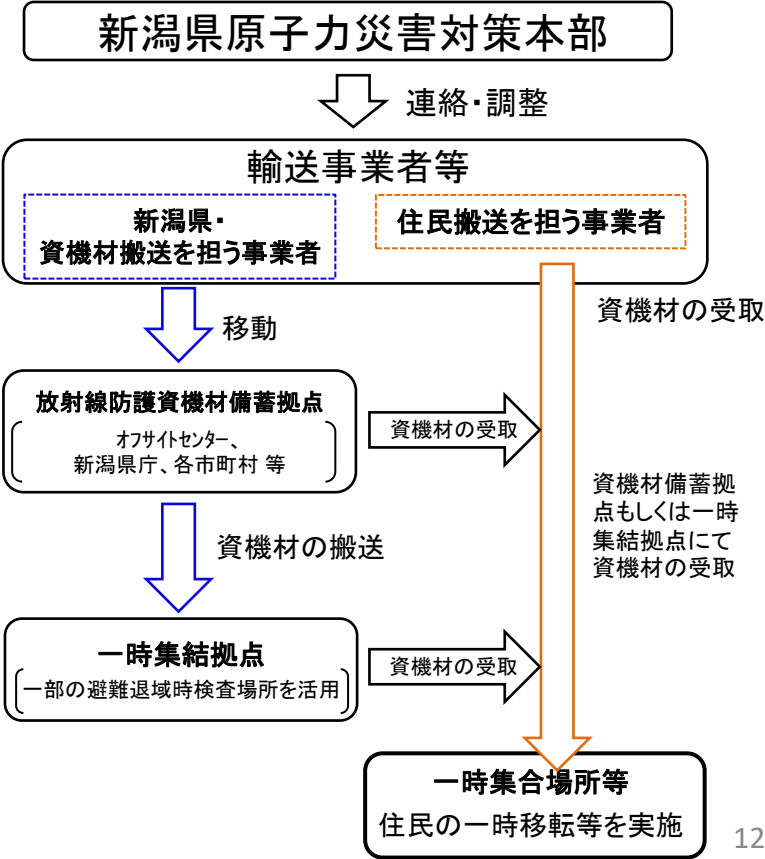 新潟県原子力災害対策本部
連絡・調整
輸送事業者等
新潟県・
資機材搬送を担う事業者
住民搬送を担う事業者
資機材の受取
移動
放射線防護資機材備蓄拠点
オフサイトセンター、
新潟県庁、各市町村 等
資機材の受取
資機材備蓄拠
点もしくは一時
集結拠点にて
資機材の受取
資機材の搬送
一時集結拠点
一部の避難退域時検査場所を活用
資機材の受取
一時集合場所等
住民の一時移転等を実施
12